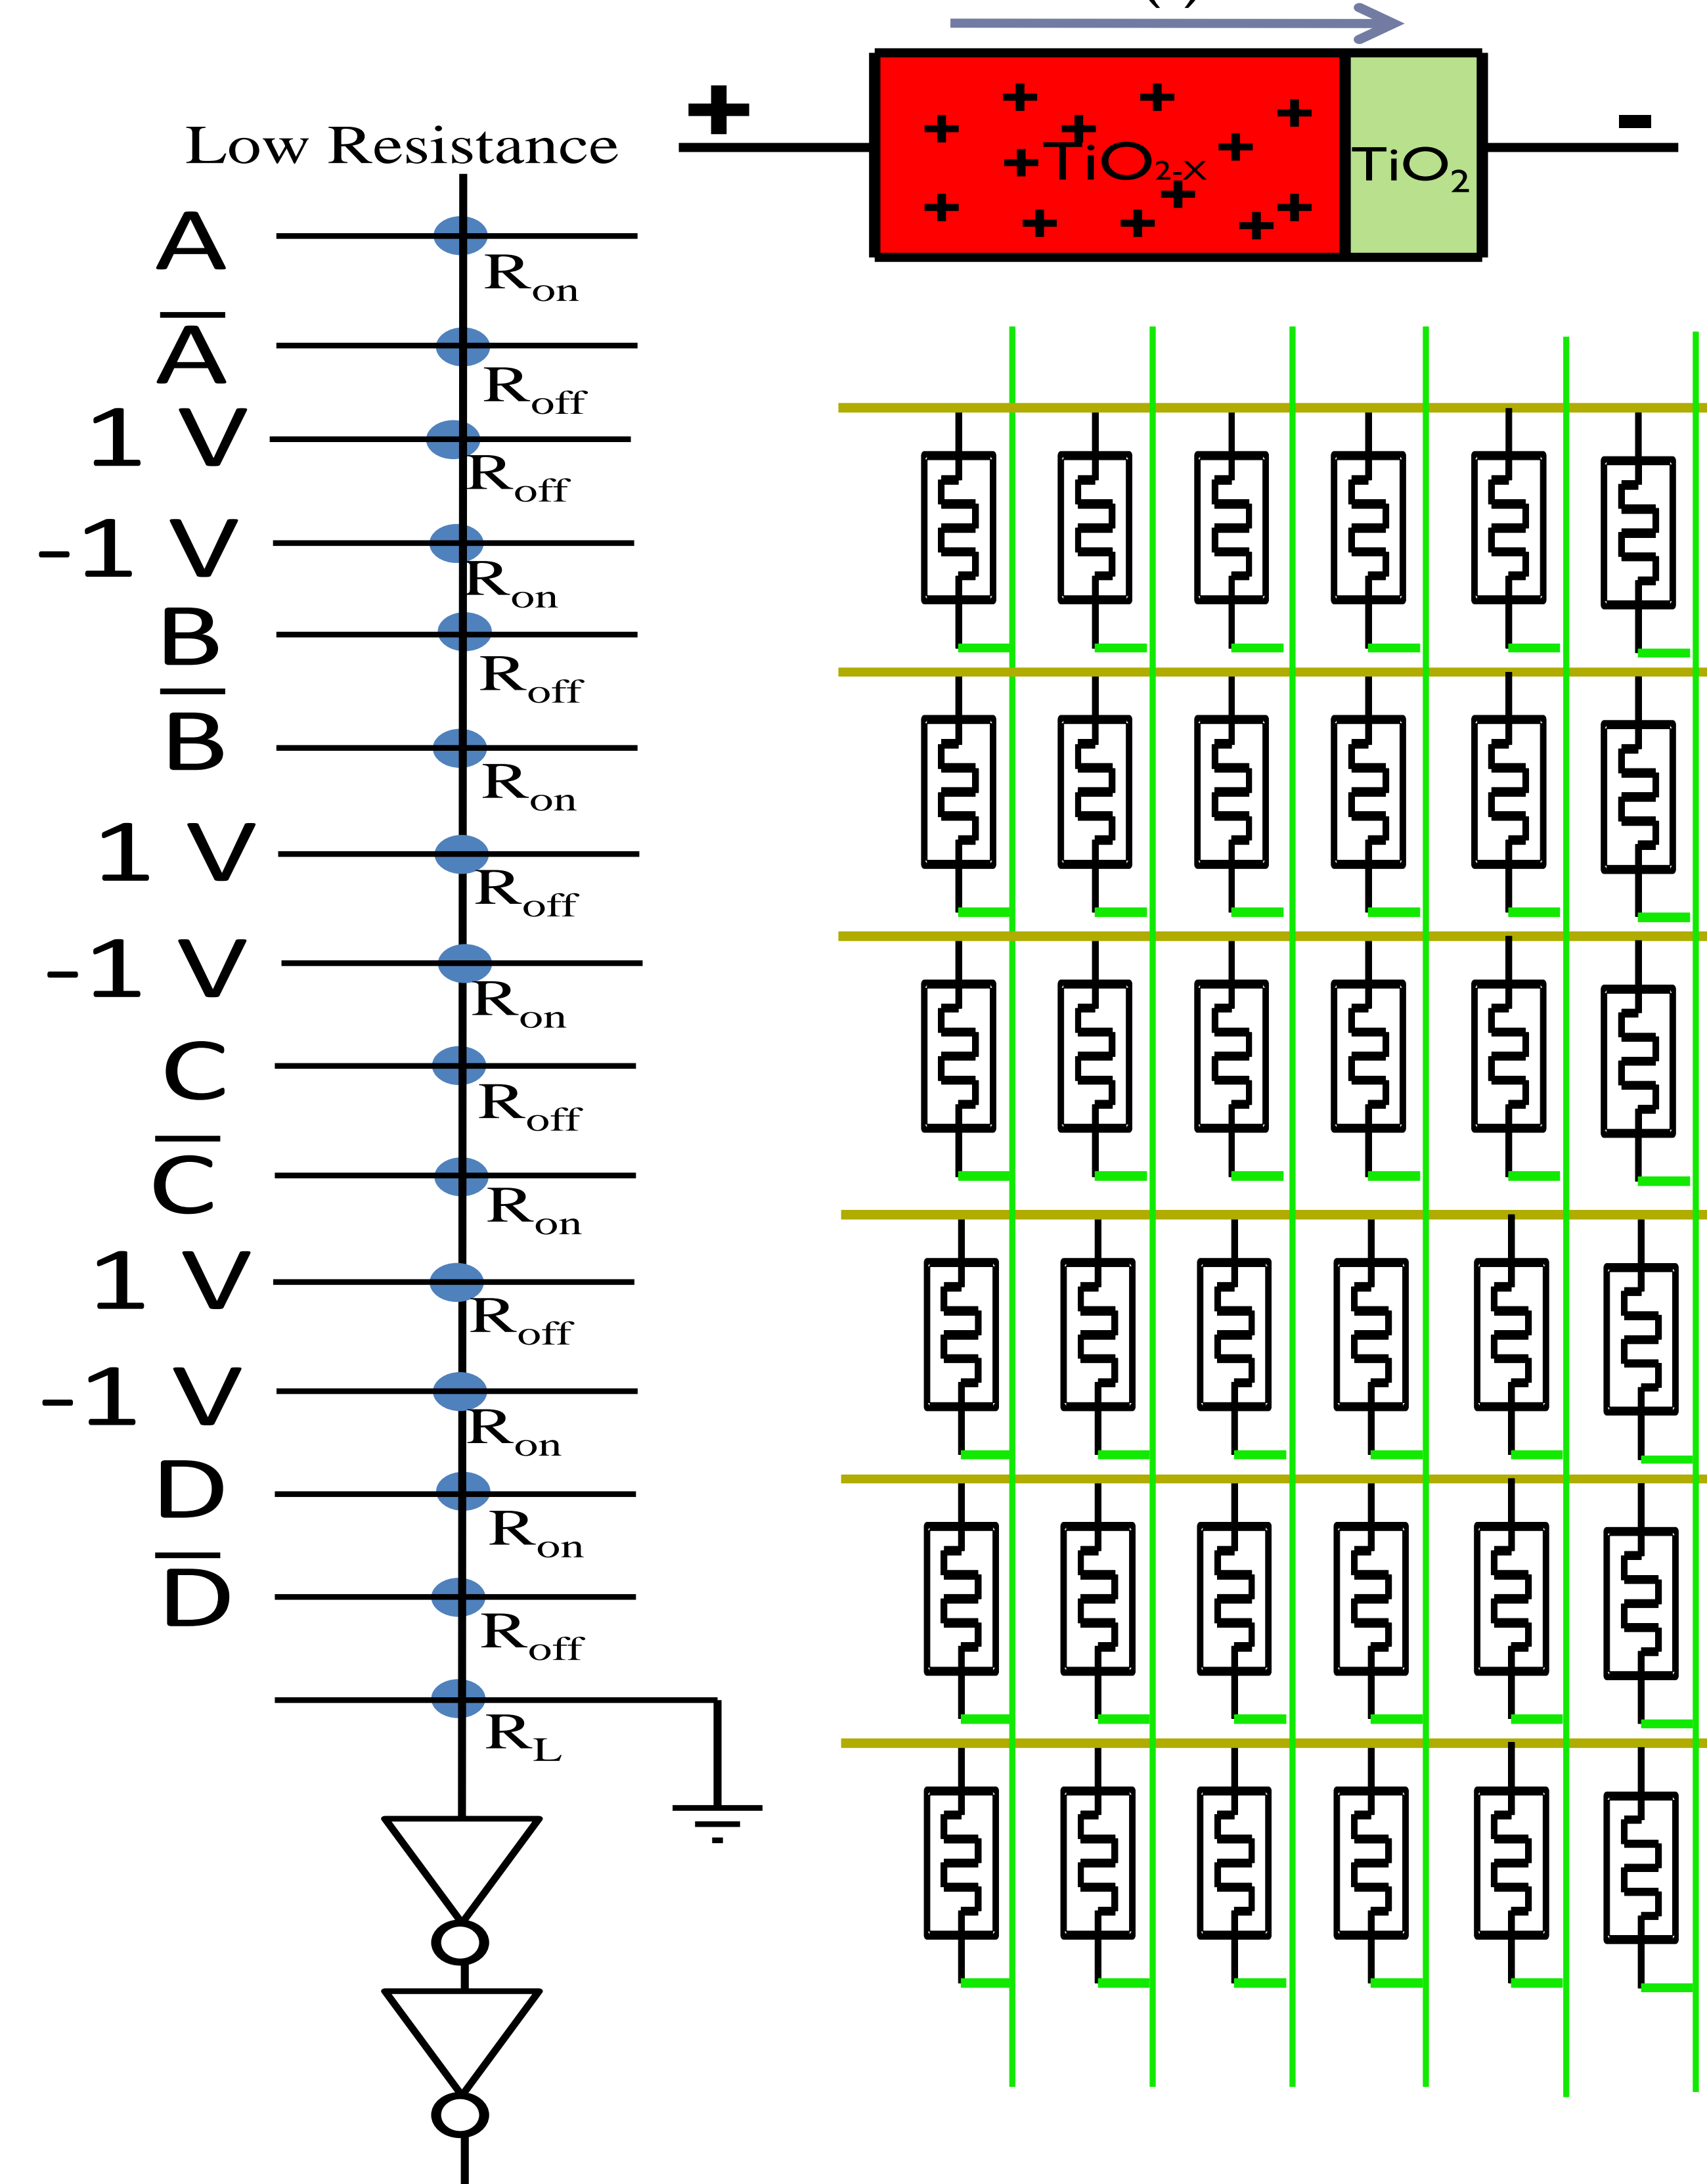 Low Resistance
A
R_on
A̅
R_off
1 V
R_off
-1 V
R_on
B
R_off
B̅
R_on
1 V
R_off
-1 V
R_on
C
R_off
C̅
R_on
1 V
R_off
-1 V
R_on
D
R_on
D̅
R_off
R_L
+
-
TiO₂₋ₓ
TiO₂